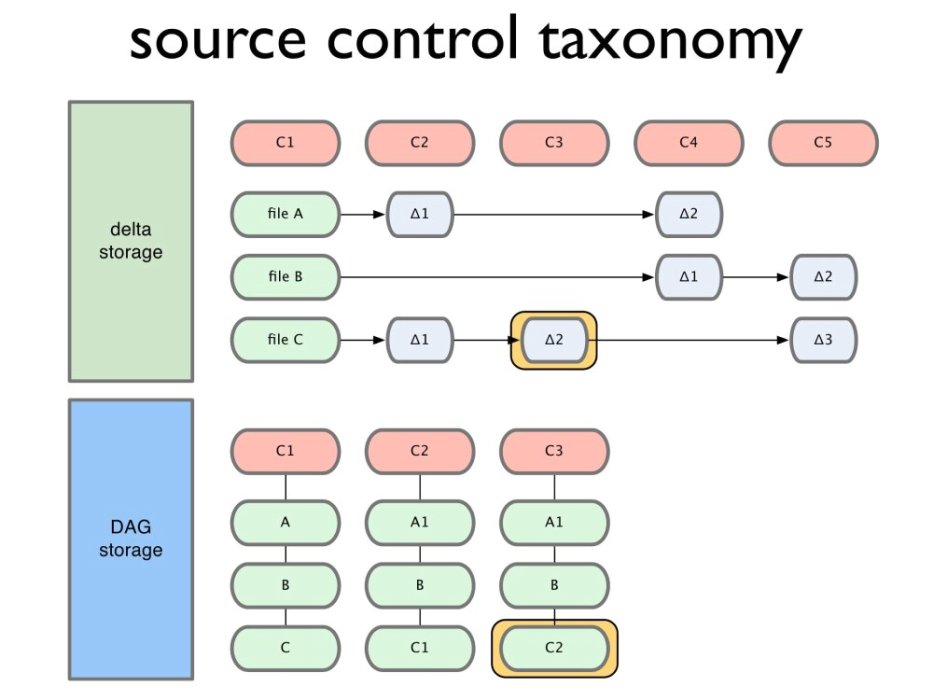 source control taxonomy
delta
storage
C1 C2 C3 C4 C5
file A Δ1 Δ2
file B Δ1 Δ2
file C Δ1 Δ2 Δ3
DAG
storage
C1 C2 C3
A A1 A1
B B B
C C1 C2